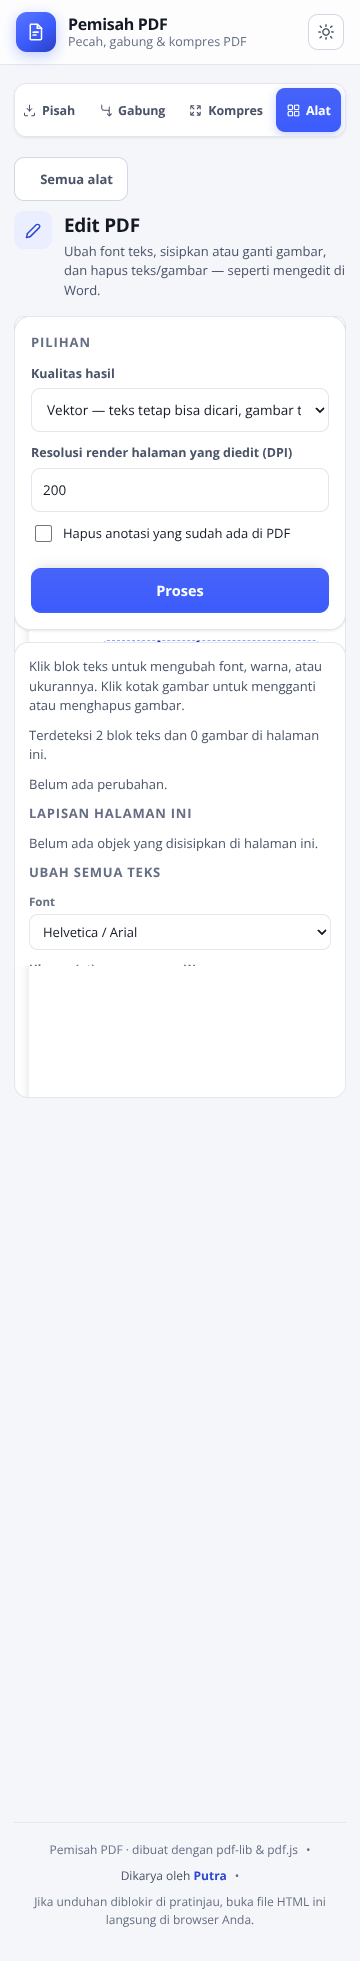 Pemisah PDF
Pecah, gabung & kompres PDF
Pisah
Gabung
Kompres
Alat
Semua alat
Edit PDF
Ubah font teks, sisipkan atau ganti gambar,
dan hapus teks/gambar — seperti mengedit di
Word.
PILIHAN
Kualitas hasil
Vektor — teks tetap bisa dicari, gambar t
Resolusi render halaman yang diedit (DPI)
200
Hapus anotasi yang sudah ada di PDF
Proses
Klik blok teks untuk mengubah font, warna, atau
ukurannya. Klik kotak gambar untuk mengganti
atau menghapus gambar.
Terdeteksi 2 blok teks dan 0 gambar di halaman
ini.
Belum ada perubahan.
LAPISAN HALAMAN INI
Belum ada objek yang disisipkan di halaman ini.
UBAH SEMUA TEKS
Font
Helvetica / Arial
Pemisah PDF · dibuat dengan pdf-lib & pdf.js •
Dikarya oleh Putra •
Jika unduhan diblokir di pratinjau, buka file HTML ini
langsung di browser Anda.